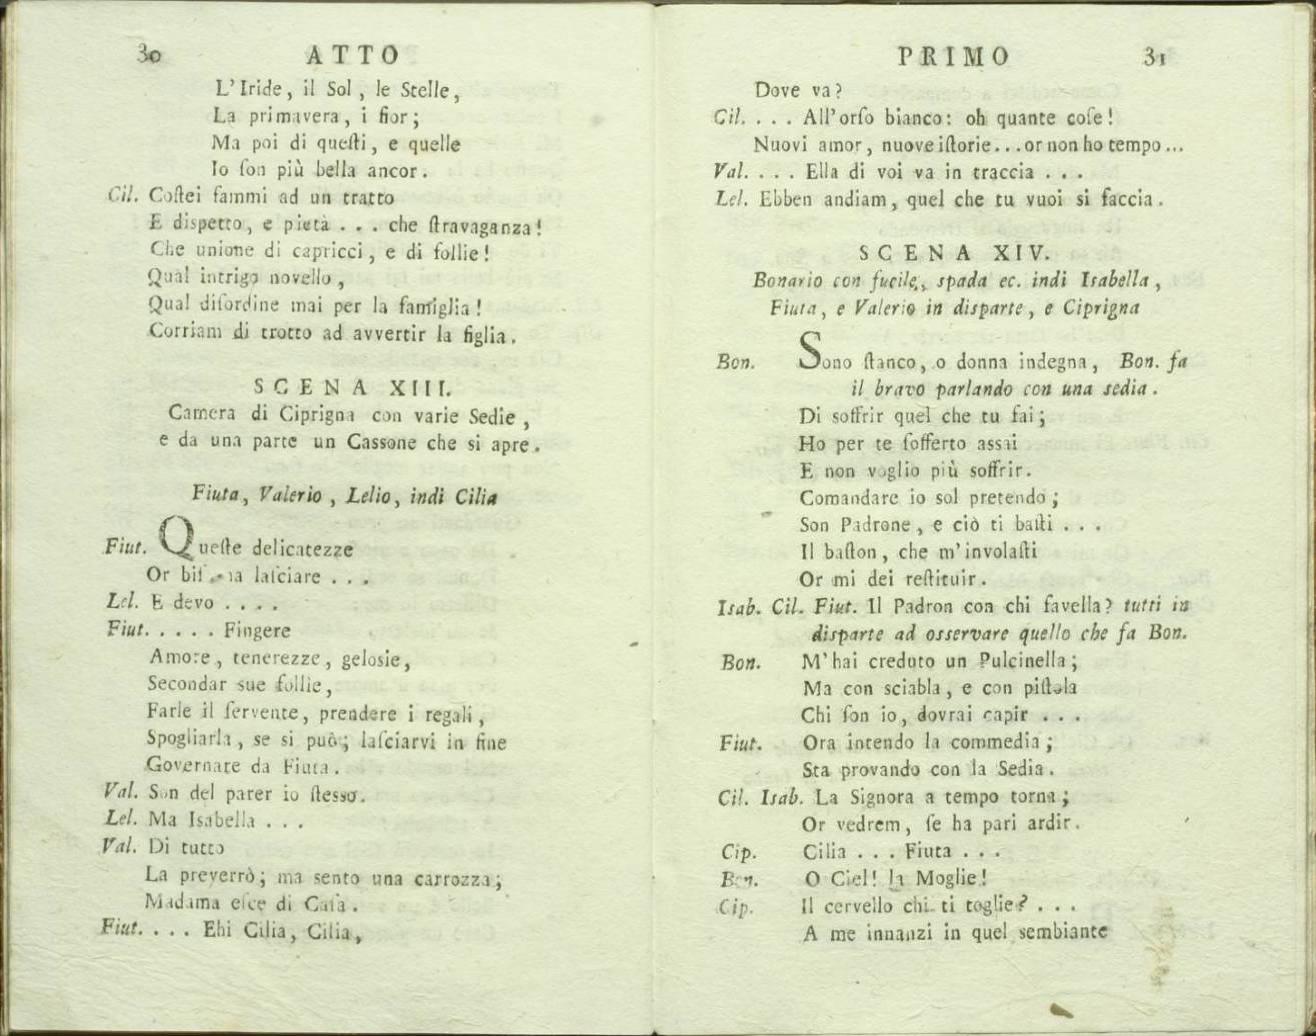 30 ATTO
L'Iride, il Sol, le Stelle,
La primavera, i fior;
Ma poi di queſti, e quelle
Io ſon più bella ancor.
Cil. Coſtei fammi ad un tratto
E diſpetto, e pietà . . . che ſtravaganza!
Che unione di capricci, e di follie!
Qual intrigo novello,
Qual diſordine mai per la famiglia!
Corriam di trotto ad avvertir la figlia.
SCENA XIII.
Camera di Ciprigna con varie Sedie,
e da una parte un Cassone che si apre.
Fiuta, Valerio, Lelio, indi Cilia
Fiut. Queſte delicatezze
Or laſciare . . .
Lel. E devo . . . .
Fiut. . . . . Fingere
Amore, tenerezze, gelosie,
Secondar sue follie,
Farle il ſervente, prendere i regali,
Spogliarla, se si può; laſciarvi in fine
Governare da Fiuta.
Val. Son del parer io ſtesso.
Lel. Ma Isabella . . .
Val. Di tutto
La preverrò; ma sento una carrozza;
Madama eſce di Caſa.
Fiut. . . . Ehi Cilia, Cilia,
PRIMO 31
Dove va?
Cil. . . . All'orſo bianco: oh quante coſe!
Nuovi amor, nuove iſtorie...or non ho tempo...
Val. . . . Ella di voi va in traccia . . .
Lel. Ebben andiam, quel che tu vuoi si faccia.
SCENA XIV.
Bonario con fucile, spada ec. indi Isabella,
Fiuta, e Valerio in disparte, e Ciprigna
Bon. Sono ſtanco, o donna indegna, Bon. fa
il bravo parlando con una sedia.
Di soffrir quel che tu fai;
Ho per te ſofferto assai
E non voglio più soffrir.
Comandare io sol pretendo;
Son Padrone, e ciò ti baſti . . .
Il baſton, che m'involaſti
Or mi dei reſtituir.
Isab. Cil. Fiut. Il Padron con chi favella? tutti in
disparte ad osservare quello che fa Bon.
Bon. M'hai creduto un Pulcinella;
Ma con sciabla, e con piſtola
Chi ſon io, dovrai capir . . .
Fiut. Ora intendo la commedia;
Sta provando con la Sedia.
Cil. Isab. La Signora a tempo torna;
Or vedrem, ſe ha pari ardir.
Cip. Cilia . . . Fiuta . . .
Bon. O Ciel! la Moglie!
Cip. Il cervello chi ti toglie? . . .
A me innanzi in quel sembiante